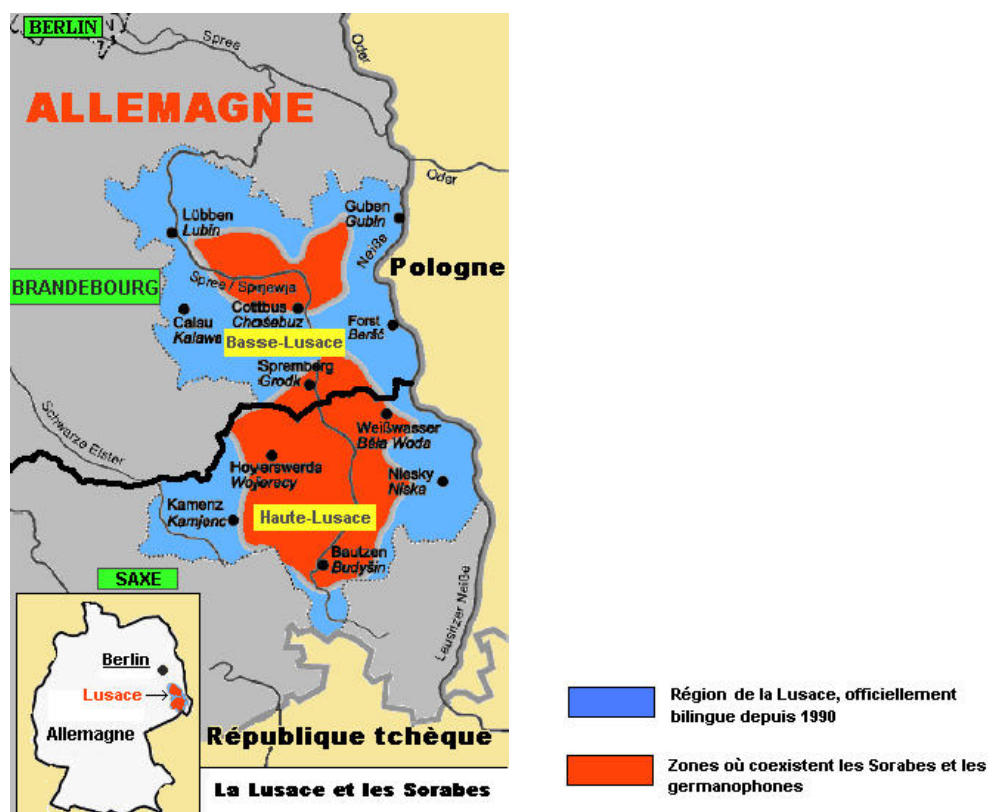 BERLIN
Spree
Oder
ALLEMAGNE
Oder
Lübben
Lubin
Guben
Gubin
Neiße
Pologne
BRANDEBOURG
Spree / Sprjewja
Cottbus
Chośebuz
Calau
Kalawa
Forst
Baršć
Basse-Lusace
Spremberg
Grodk
Schwarze Elster
Weißwasser
Běła Woda
Hoyerswerda
Wojerecy
Niesky
Niska
Kamenz
Kamjenc
Haute-Lusace
Bautzen
Budyšin
SAXE
Lausitzer Neiße
Berlin
Lusace
Allemagne
République tchèque
La Lusace et les Sorabes
Région de la Lusace, officiellement
bilingue depuis 1990
Zones où coexistent les Sorabes et les
germanophones